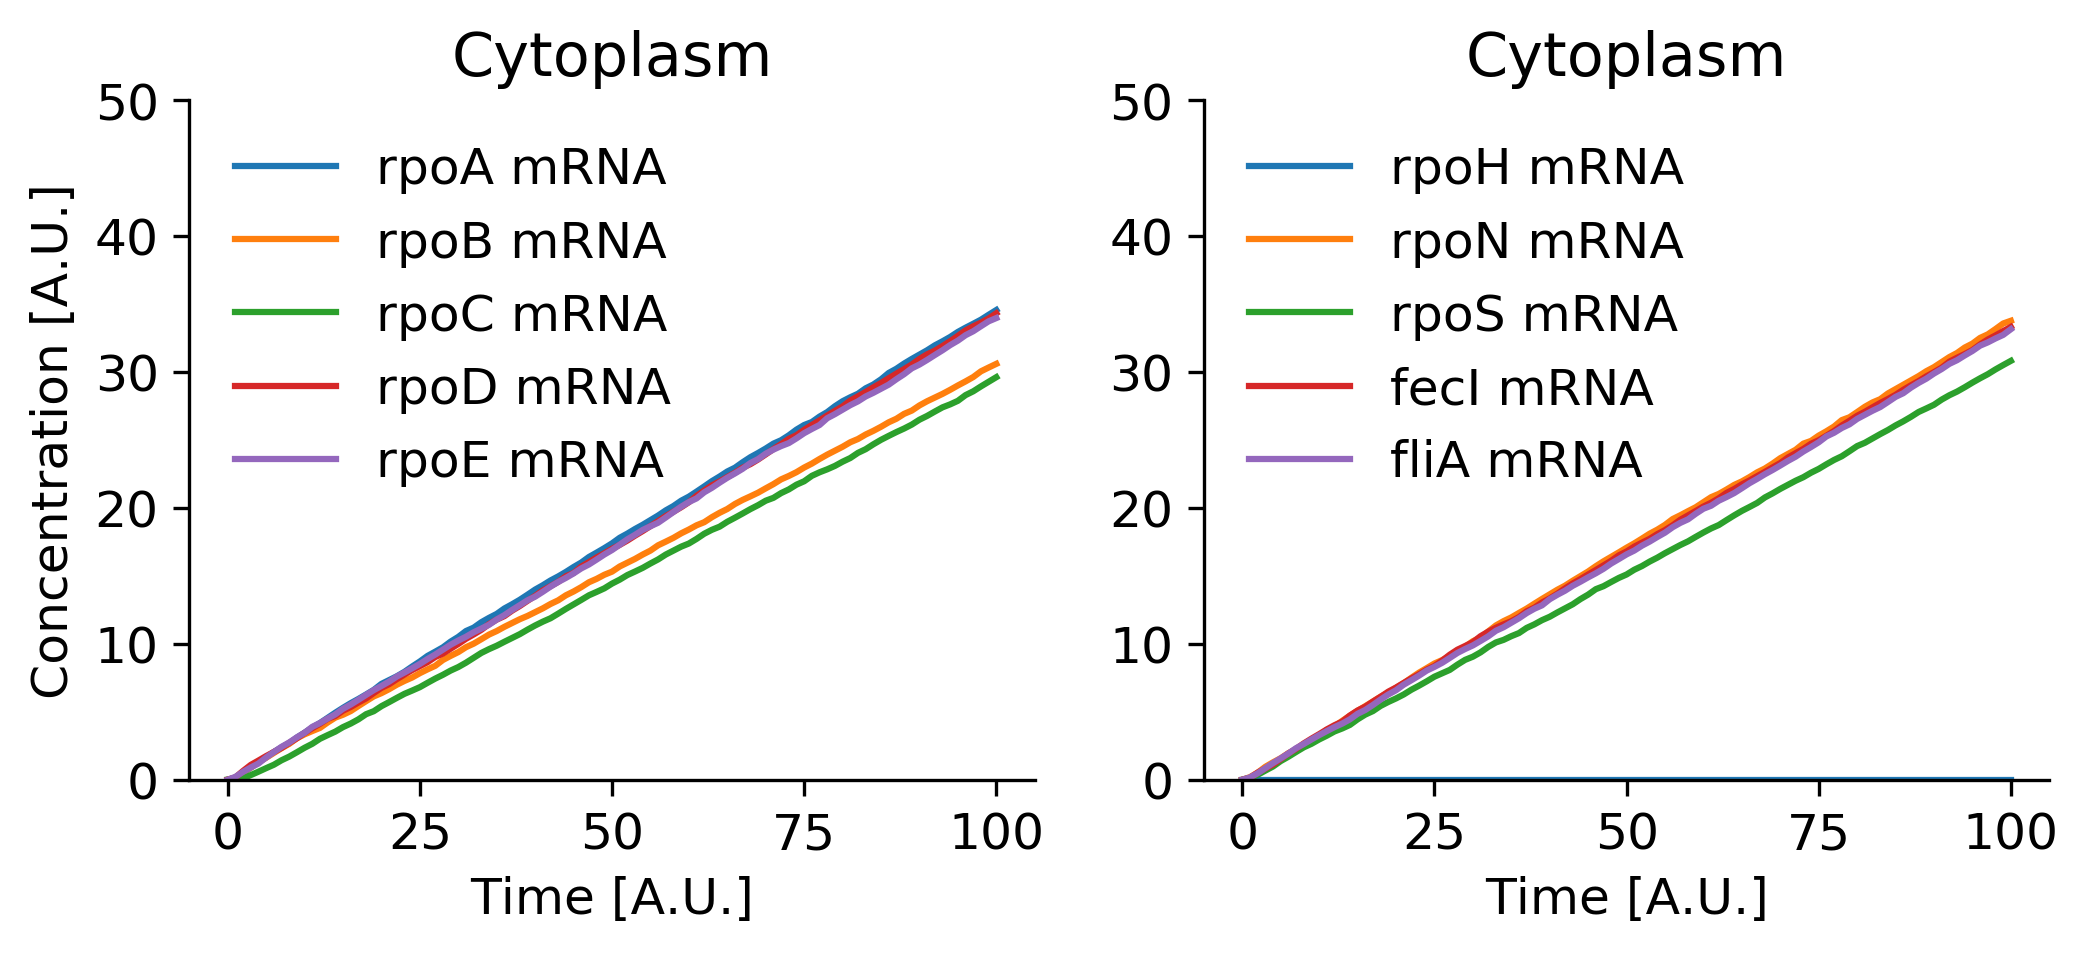 Cytoplasm
50
40
30
20
10
0
Concentration [A.U.]
rpoA mRNA
rpoB mRNA
rpoC mRNA
rpoD mRNA
rpoE mRNA
0 25 50 75 100
Time [A.U.]
Cytoplasm
50
40
30
20
10
0
rpoH mRNA
rpoN mRNA
rpoS mRNA
fecI mRNA
fliA mRNA
0 25 50 75 100
Time [A.U.]